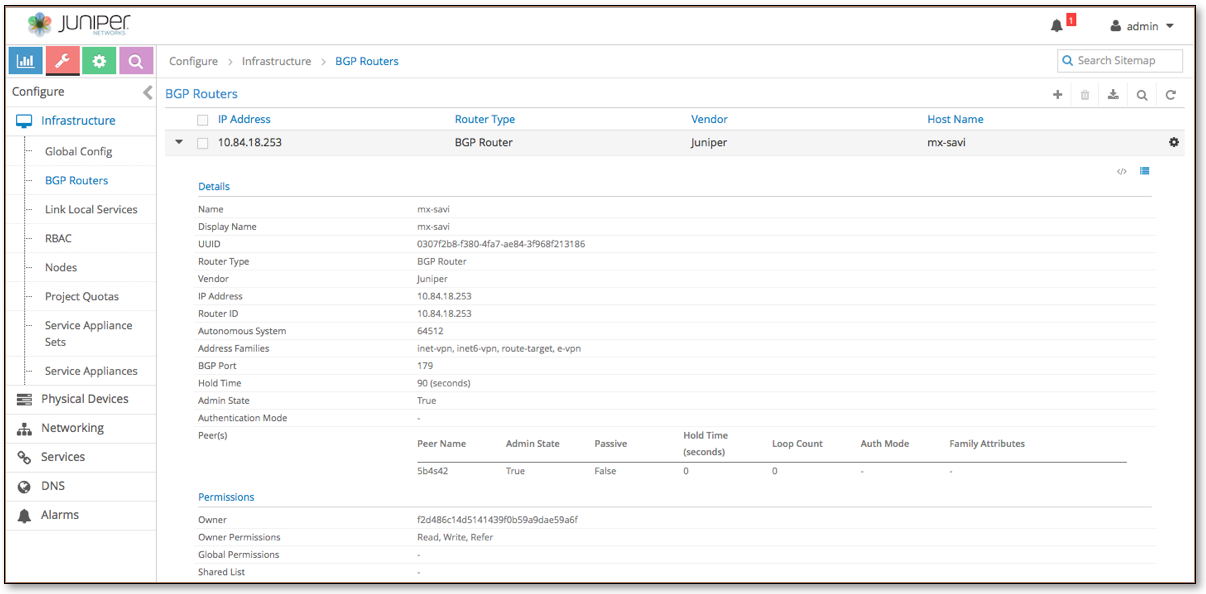 JUNIPER
NETWORKS
1
admin
Configure > Infrastructure > BGP Routers
Search Sitemap
Configure
Infrastructure
Global Config
BGP Routers
Link Local Services
RBAC
Nodes
Project Quotas
Service Appliance
Sets
Service Appliances
Physical Devices
Networking
Services
DNS
Alarms
BGP Routers
IP Address Router Type Vendor Host Name
10.84.18.253 BGP Router Juniper mx-savi
</>
Details
Name mx-savi
Display Name mx-savi
UUID 0307f2b8-f380-4fa7-ae84-3f968f213186
Router Type BGP Router
Vendor Juniper
IP Address 10.84.18.253
Router ID 10.84.18.253
Autonomous System 64512
Address Families inet-vpn, inet6-vpn, route-target, e-vpn
BGP Port 179
Hold Time 90 (seconds)
Admin State True
Authentication Mode -
Peer(s)
Peer Name Admin State Passive Hold Time (seconds) Loop Count Auth Mode Family Attributes
5b4s42 True False 0 0 - -
Permissions
Owner f2d486c14d5141439f0b59a9dae59a6f
Owner Permissions Read, Write, Refer
Global Permissions -
Shared List -